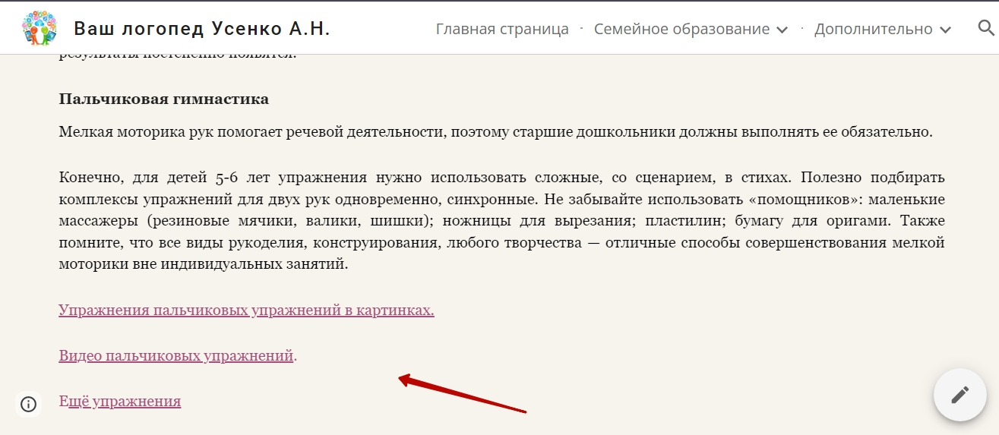 Ваш логопед Усенко А.Н.
Главная страница · Семейное образование · Дополнительно
результаты постепенно появятся.
Пальчиковая гимнастика
Мелкая моторика рук помогает речевой деятельности, поэтому старшие дошкольники должны выполнять ее обязательно.
Конечно, для детей 5-6 лет упражнения нужно использовать сложные, со сценарием, в стихах. Полезно подбирать
комплексы упражнений для двух рук одновременно, синхронные. Не забывайте использовать «помощников»: маленькие
массажеры (резиновые мячики, валики, шишки); ножницы для вырезания; пластилин; бумагу для оригами. Также
помните, что все виды рукоделия, конструирования, любого творчества — отличные способы совершенствования мелкой
моторики вне индивидуальных занятий.
Упражнения пальчиковых упражнений в картинках.
Видео пальчиковых упражнений.
Ещё упражнения